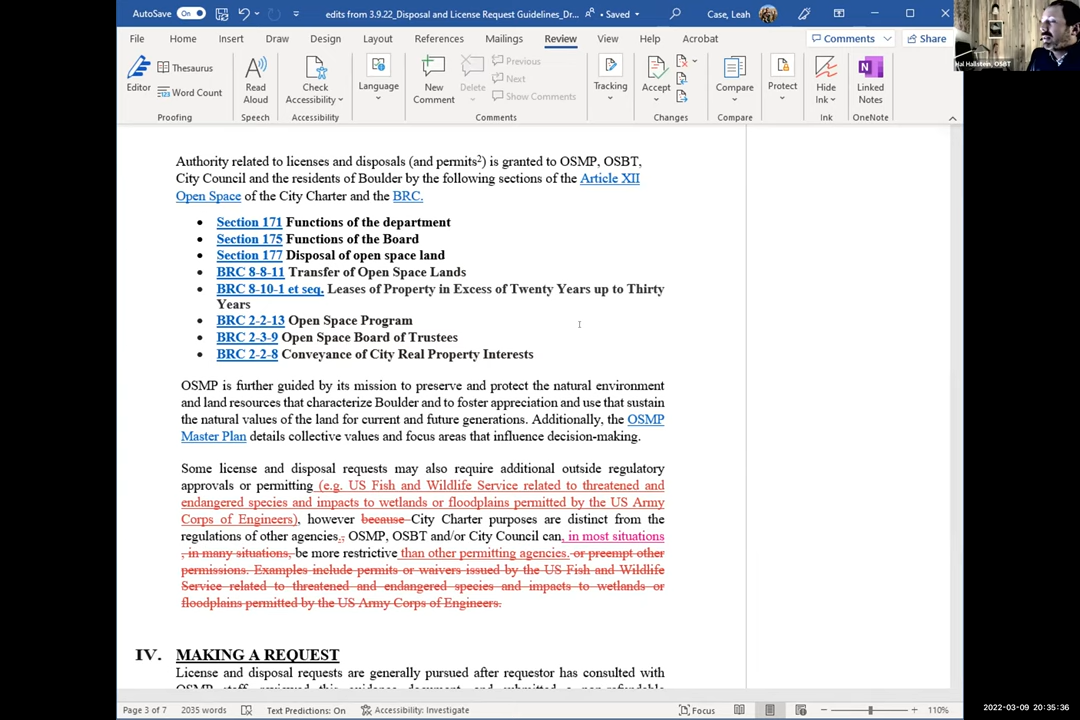 AutoSave On edits from 3.9.22_Disposal and License Request Guidelines_Dr... • Saved Case, Leah
File Home Insert Draw Design Layout References Mailings Review View Help Acrobat Comments Share
Editor Thesaurus Word Count Read Aloud Check Accessibility Language New Comment Delete Previous Next Show Comments Tracking Accept Compare Protect Hide Ink Linked Notes
Proofing Speech Accessibility Comments Changes Compare Ink OneNote
Hal Hallstein, OSBT
Authority related to licenses and disposals (and permits2) is granted to OSMP, OSBT,
City Council and the residents of Boulder by the following sections of the Article XII
Open Space of the City Charter and the BRC.
• Section 171 Functions of the department
• Section 175 Functions of the Board
• Section 177 Disposal of open space land
• BRC 8-8-11 Transfer of Open Space Lands
• BRC 8-10-1 et seq. Leases of Property in Excess of Twenty Years up to Thirty
Years
• BRC 2-2-13 Open Space Program
• BRC 2-3-9 Open Space Board of Trustees
• BRC 2-2-8 Conveyance of City Real Property Interests
OSMP is further guided by its mission to preserve and protect the natural environment
and land resources that characterize Boulder and to foster appreciation and use that sustain
the natural values of the land for current and future generations. Additionally, the OSMP
Master Plan details collective values and focus areas that influence decision-making.
Some license and disposal requests may also require additional outside regulatory
approvals or permitting (e.g. US Fish and Wildlife Service related to threatened and
endangered species and impacts to wetlands or floodplains permitted by the US Army
Corps of Engineers), however because City Charter purposes are distinct from the
regulations of other agencies., OSMP, OSBT and/or City Council can, in most situations
, in many situations, be more restrictive than other permitting agencies. or preempt other
permissions. Examples include permits or waivers issued by the US Fish and Wildlife
Service related to threatened and endangered species and impacts to wetlands or
floodplains permitted by the US Army Corps of Engineers.
IV. MAKING A REQUEST
License and disposal requests are generally pursued after requestor has consulted with
OSMP staff, reviewed this guidance document, and submitted a non-refundable
Page 3 of 7 2035 words Text Predictions: On Accessibility: Investigate Focus 110%
2022-03-09 20:35:36